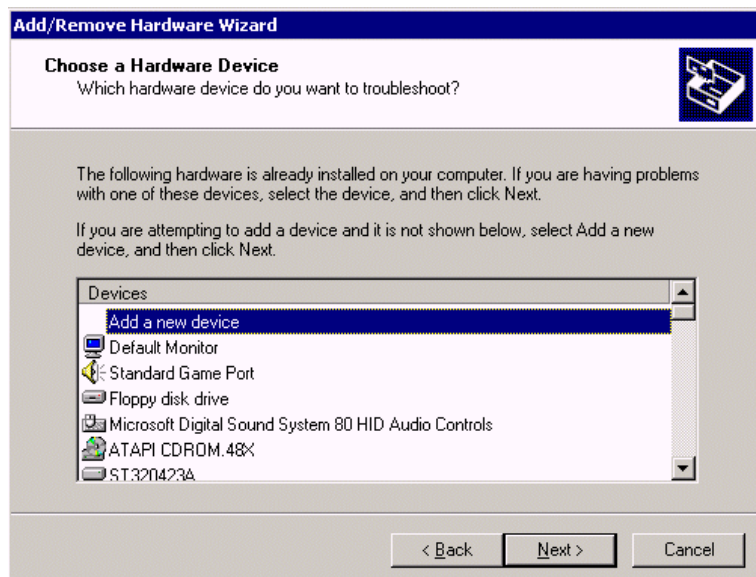 Add/Remove Hardware Wizard
Choose a Hardware Device
Which hardware device do you want to troubleshoot?
The following hardware is already installed on your computer. If you are having problems
with one of these devices, select the device, and then click Next.
If you are attempting to add a device and it is not shown below, select Add a new
device, and then click Next.
Devices
Add a new device
Default Monitor
Standard Game Port
Floppy disk drive
Microsoft Digital Sound System 80 HID Audio Controls
ATAPI CDROM.48X
ST320423A
< Back Next > Cancel